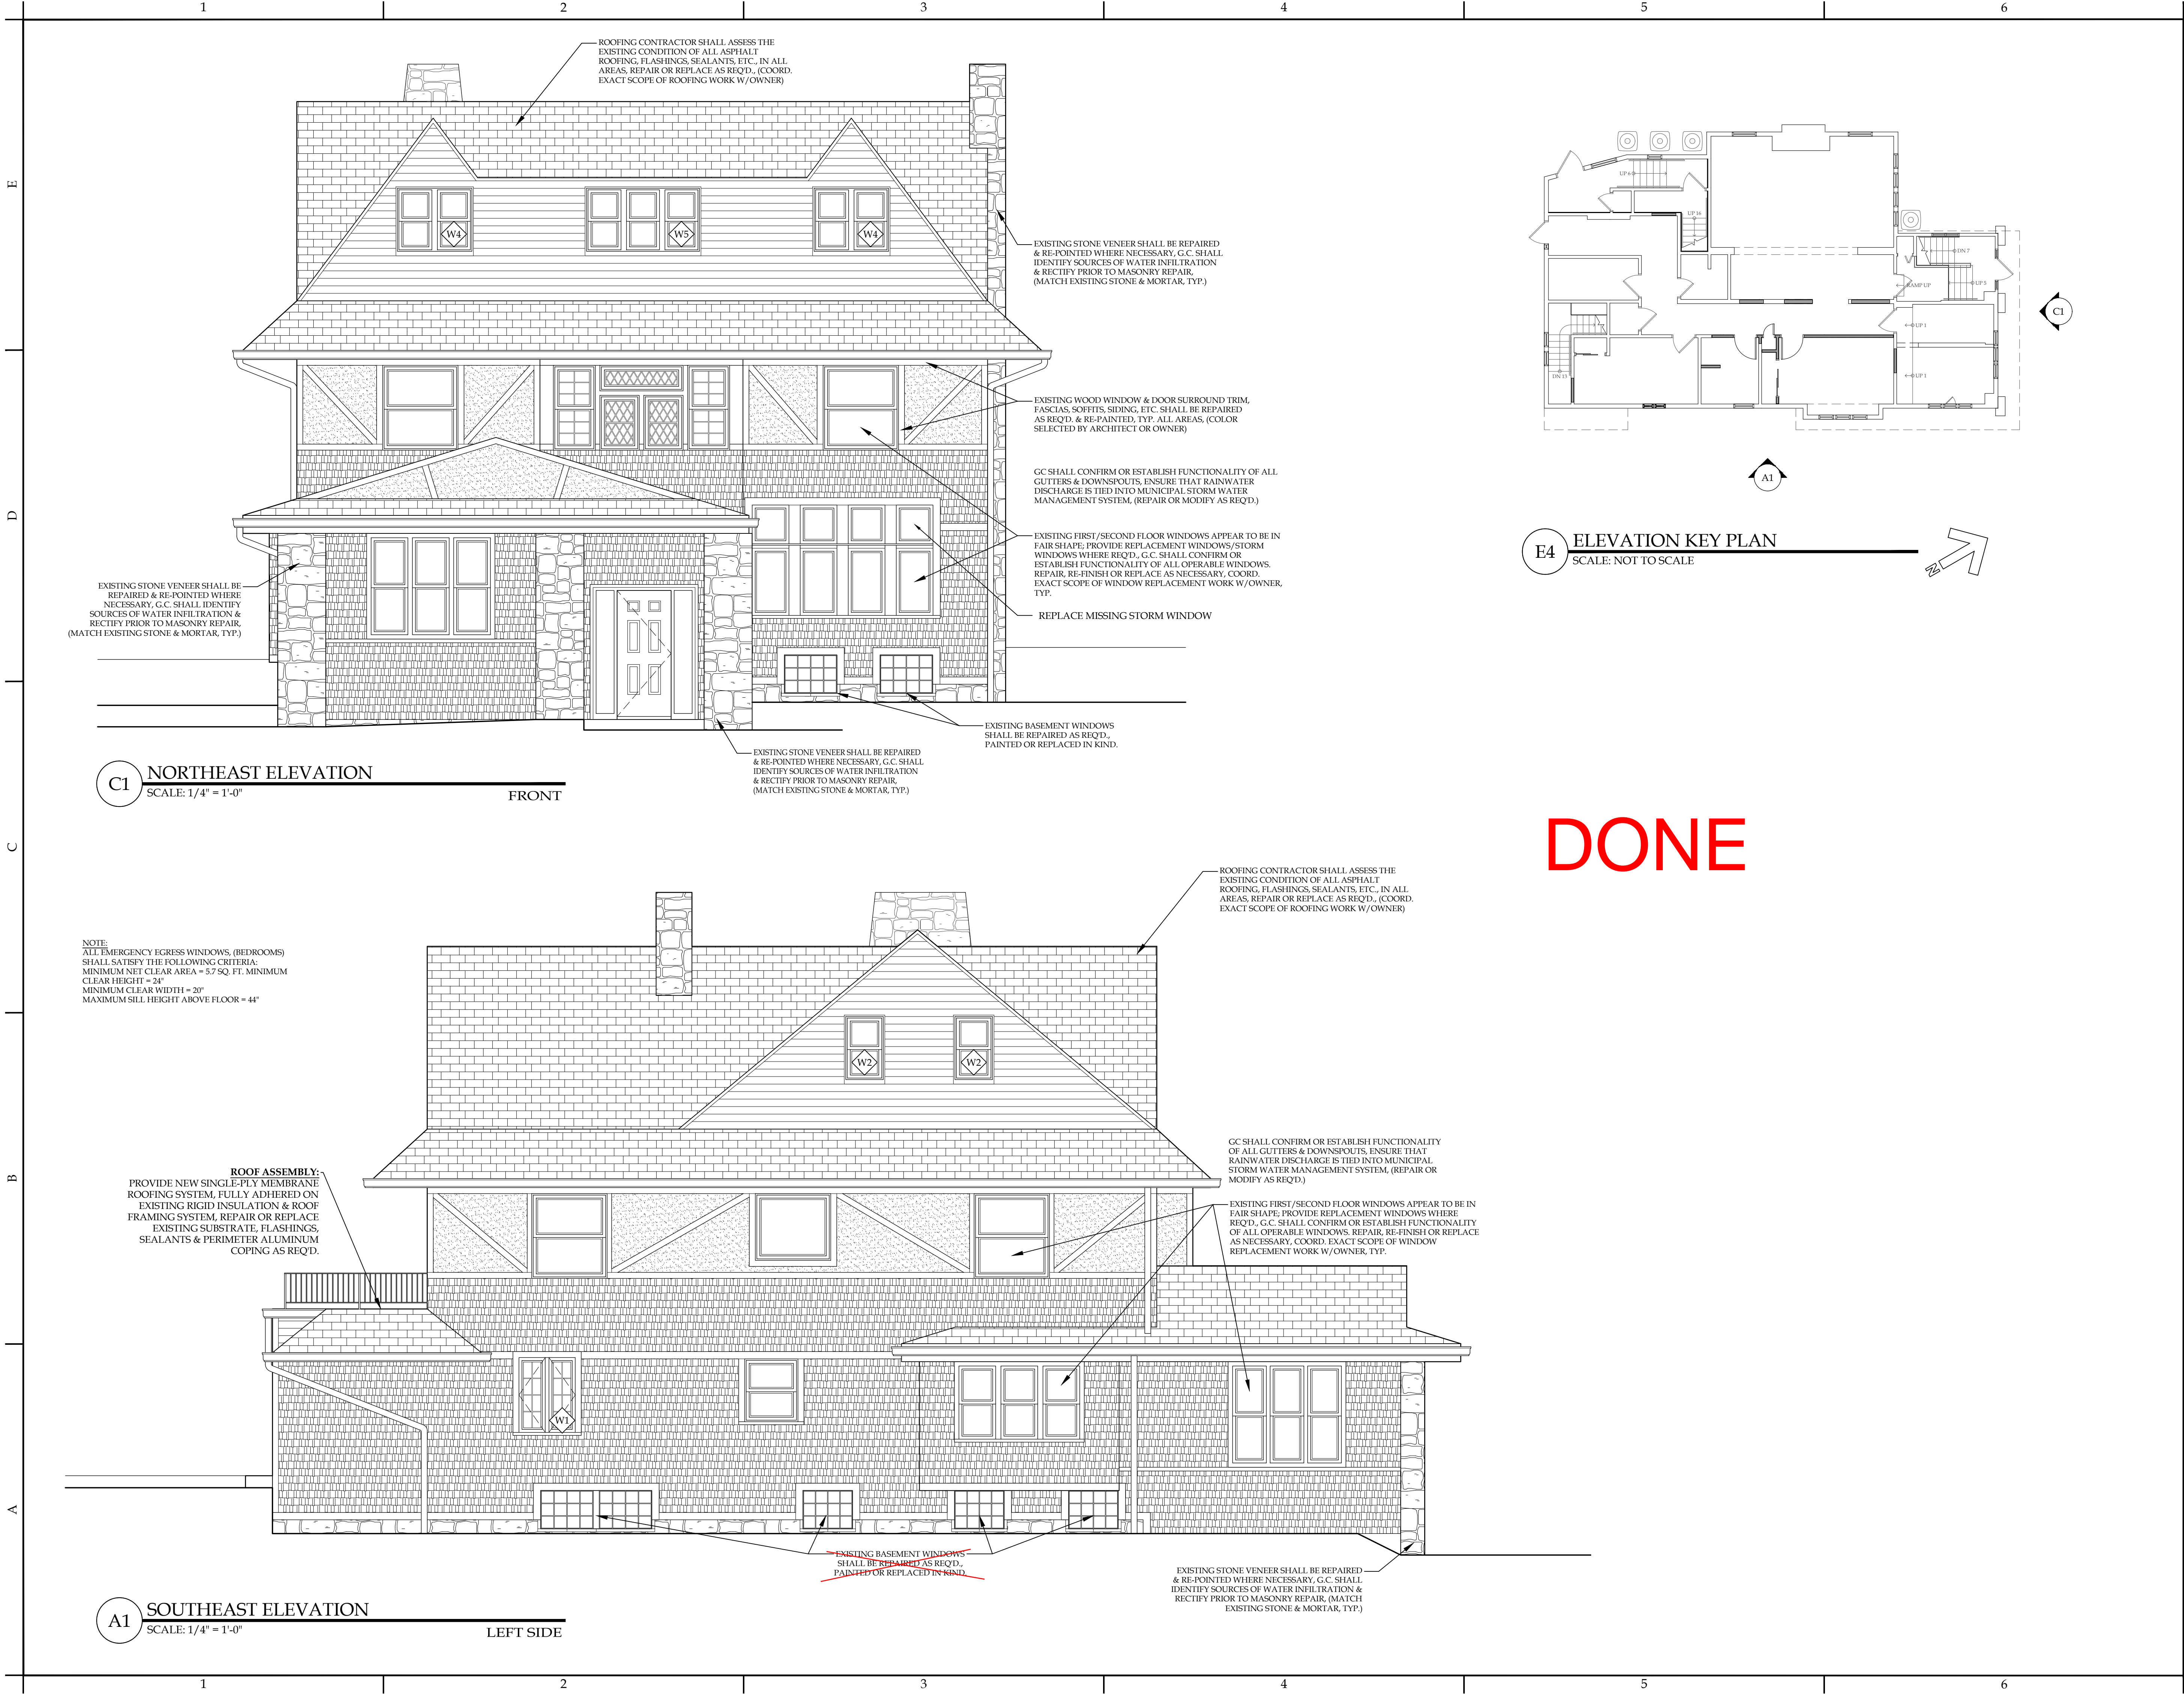 1 2 3 4 5 6
E
D
C
B
A
ROOFING CONTRACTOR SHALL ASSESS THE
EXISTING CONDITION OF ALL ASPHALT
ROOFING, FLASHINGS, SEALANTS, ETC., IN ALL
AREAS, REPAIR OR REPLACE AS REQ'D., (COORD.
EXACT SCOPE OF ROOFING WORK W/OWNER)
W4
W5
W4
EXISTING STONE VENEER SHALL BE REPAIRED
& RE-POINTED WHERE NECESSARY, G.C. SHALL
IDENTIFY SOURCES OF WATER INFILTRATION
& RECTIFY PRIOR TO MASONRY REPAIR,
(MATCH EXISTING STONE & MORTAR, TYP.)
EXISTING WOOD WINDOW & DOOR SURROUND TRIM,
FASCIAS, SOFFITS, SIDING, ETC. SHALL BE REPAIRED
AS REQ'D. & RE-PAINTED, TYP. ALL AREAS, (COLOR
SELECTED BY ARCHITECT OR OWNER)
GC SHALL CONFIRM OR ESTABLISH FUNCTIONALITY OF ALL
GUTTERS & DOWNSPOUTS, ENSURE THAT RAINWATER
DISCHARGE IS TIED INTO MUNICIPAL STORM WATER
MANAGEMENT SYSTEM, (REPAIR OR MODIFY AS REQ'D.)
EXISTING FIRST/SECOND FLOOR WINDOWS APPEAR TO BE IN
FAIR SHAPE; PROVIDE REPLACEMENT WINDOWS/STORM
WINDOWS WHERE REQ'D., G.C. SHALL CONFIRM OR
ESTABLISH FUNCTIONALITY OF ALL OPERABLE WINDOWS.
REPAIR, RE-FINISH OR REPLACE AS NECESSARY, COORD.
EXACT SCOPE OF WINDOW REPLACEMENT WORK W/OWNER,
TYP.
REPLACE MISSING STORM WINDOW
EXISTING STONE VENEER SHALL BE
REPAIRED & RE-POINTED WHERE
NECESSARY, G.C. SHALL IDENTIFY
SOURCES OF WATER INFILTRATION &
RECTIFY PRIOR TO MASONRY REPAIR,
(MATCH EXISTING STONE & MORTAR, TYP.)
EXISTING BASEMENT WINDOWS
SHALL BE REPAIRED AS REQ'D.,
PAINTED OR REPLACED IN KIND.
EXISTING STONE VENEER SHALL BE REPAIRED
& RE-POINTED WHERE NECESSARY, G.C. SHALL
IDENTIFY SOURCES OF WATER INFILTRATION
& RECTIFY PRIOR TO MASONRY REPAIR,
(MATCH EXISTING STONE & MORTAR, TYP.)
C1
NORTHEAST ELEVATION
SCALE: 1/4" = 1'-0"
FRONT
UP 6
UP 16
DN 7
UP 5
RAMP UP
UP 1
UP 1
DN 13
C1
A1
E4
ELEVATION KEY PLAN
SCALE: NOT TO SCALE
N
DONE
NOTE:
ALL EMERGENCY EGRESS WINDOWS, (BEDROOMS)
SHALL SATISFY THE FOLLOWING CRITERIA:
MINIMUM NET CLEAR AREA = 5.7 SQ. FT. MINIMUM
CLEAR HEIGHT = 24"
MINIMUM CLEAR WIDTH = 20"
MAXIMUM SILL HEIGHT ABOVE FLOOR = 44"
ROOFING CONTRACTOR SHALL ASSESS THE
EXISTING CONDITION OF ALL ASPHALT
ROOFING, FLASHINGS, SEALANTS, ETC., IN ALL
AREAS, REPAIR OR REPLACE AS REQ'D., (COORD.
EXACT SCOPE OF ROOFING WORK W/OWNER)
W2
W2
GC SHALL CONFIRM OR ESTABLISH FUNCTIONALITY
OF ALL GUTTERS & DOWNSPOUTS, ENSURE THAT
RAINWATER DISCHARGE IS TIED INTO MUNICIPAL
STORM WATER MANAGEMENT SYSTEM, (REPAIR OR
MODIFY AS REQ'D.)
ROOF ASSEMBLY:
PROVIDE NEW SINGLE-PLY MEMBRANE
ROOFING SYSTEM, FULLY ADHERED ON
EXISTING RIGID INSULATION & ROOF
FRAMING SYSTEM, REPAIR OR REPLACE
EXISTING SUBSTRATE, FLASHINGS,
SEALANTS & PERIMETER ALUMINUM
COPING AS REQ'D.
EXISTING FIRST/SECOND FLOOR WINDOWS APPEAR TO BE IN
FAIR SHAPE; PROVIDE REPLACEMENT WINDOWS WHERE
REQ'D., G.C. SHALL CONFIRM OR ESTABLISH FUNCTIONALITY
OF ALL OPERABLE WINDOWS. REPAIR, RE-FINISH OR REPLACE
AS NECESSARY, COORD. EXACT SCOPE OF WINDOW
REPLACEMENT WORK W/OWNER, TYP.
W1
EXISTING BASEMENT WINDOWS
SHALL BE REPAIRED AS REQ'D.,
PAINTED OR REPLACED IN KIND.
EXISTING STONE VENEER SHALL BE REPAIRED
& RE-POINTED WHERE NECESSARY, G.C. SHALL
IDENTIFY SOURCES OF WATER INFILTRATION &
RECTIFY PRIOR TO MASONRY REPAIR, (MATCH
EXISTING STONE & MORTAR, TYP.)
A1
SOUTHEAST ELEVATION
SCALE: 1/4" = 1'-0"
LEFT SIDE
1 2 3 4 5 6